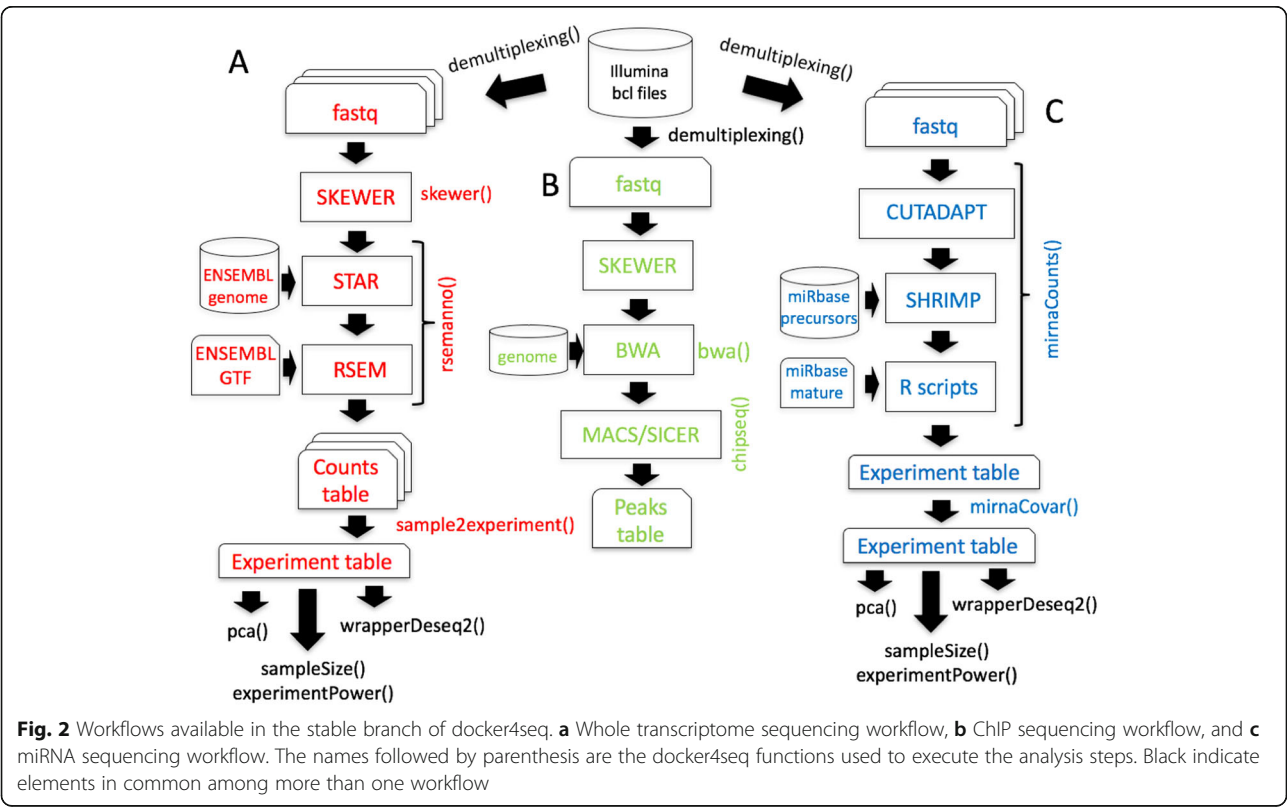 A
demultiplexing()
Illumina
bcl files
demultiplexing()
demultiplexing()
fastq
SKEWER
skewer()
ENSEMBL
genome
STAR
ENSEMBL
GTF
RSEM
rsemanno()
Counts
table
sample2experiment()
Experiment table
pca()
wrapperDeseq2()
sampleSize()
experimentPower()
B
fastq
SKEWER
genome
BWA
bwa()
MACS/SICER
chipseq()
Peaks
table
C
fastq
CUTADAPT
miRbase
precursors
SHRIMP
miRbase
mature
R scripts
mirnaCounts()
Experiment table
mirnaCovar()
Experiment table
pca()
wrapperDeseq2()
sampleSize()
experimentPower()
Fig. 2 Workflows available in the stable branch of docker4seq. a Whole transcriptome sequencing workflow, b ChIP sequencing workflow, and c
miRNA sequencing workflow. The names followed by parenthesis are the docker4seq functions used to execute the analysis steps. Black indicate
elements in common among more than one workflow